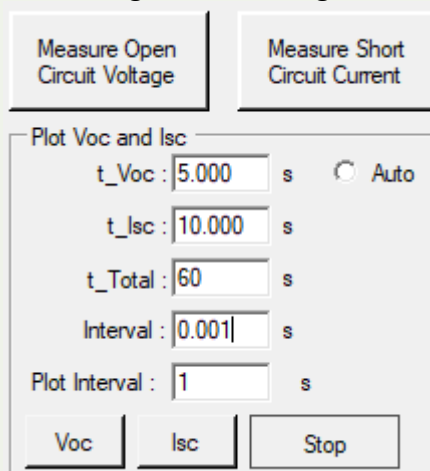 Measure Open
Circuit Voltage
Measure Short
Circuit Current
Plot Voc and Isc
t_Voc : 5.000 s Auto
t_Isc : 10.000 s
t_Total : 60 s
Interval : 0.001 s
Plot Interval : 1 s
Voc Isc Stop